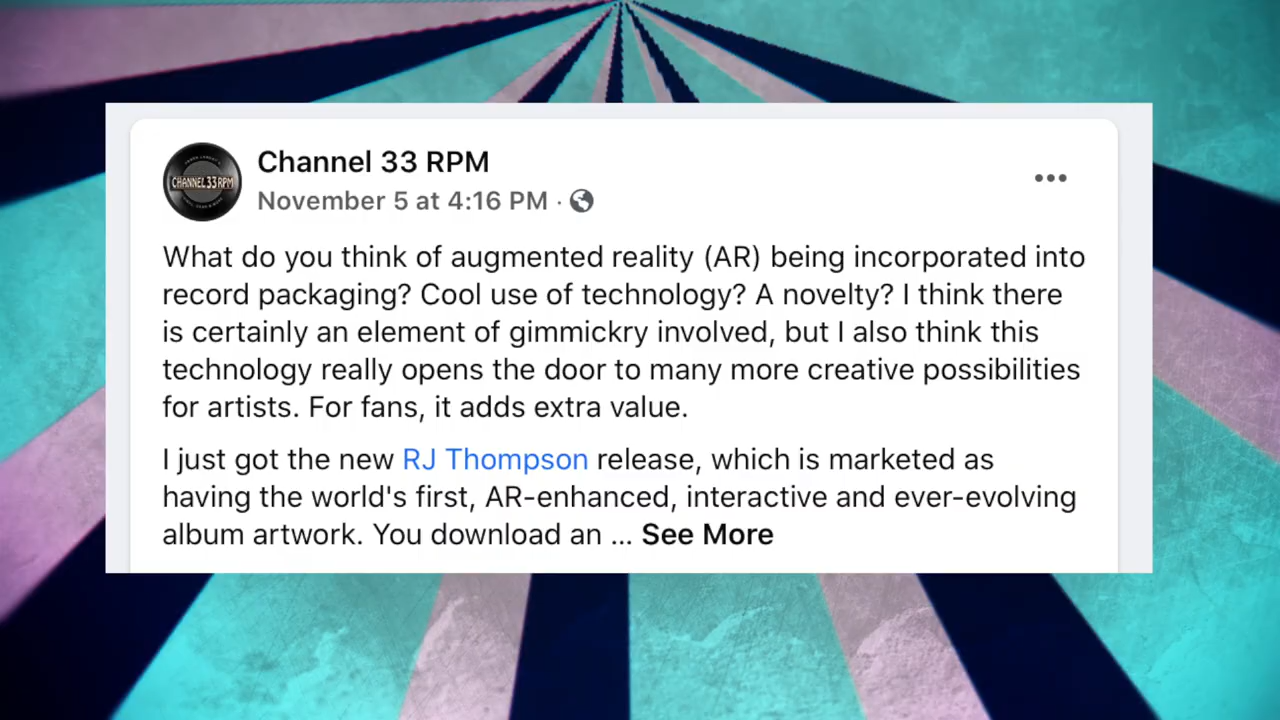 CHANNEL 33 RPM
Channel 33 RPM
November 5 at 4:16 PM ·
What do you think of augmented reality (AR) being incorporated into
record packaging? Cool use of technology? A novelty? I think there
is certainly an element of gimmickry involved, but I also think this
technology really opens the door to many more creative possibilities
for artists. For fans, it adds extra value.
I just got the new RJ Thompson release, which is marketed as
having the world's first, AR-enhanced, interactive and ever-evolving
album artwork. You download an ... See More